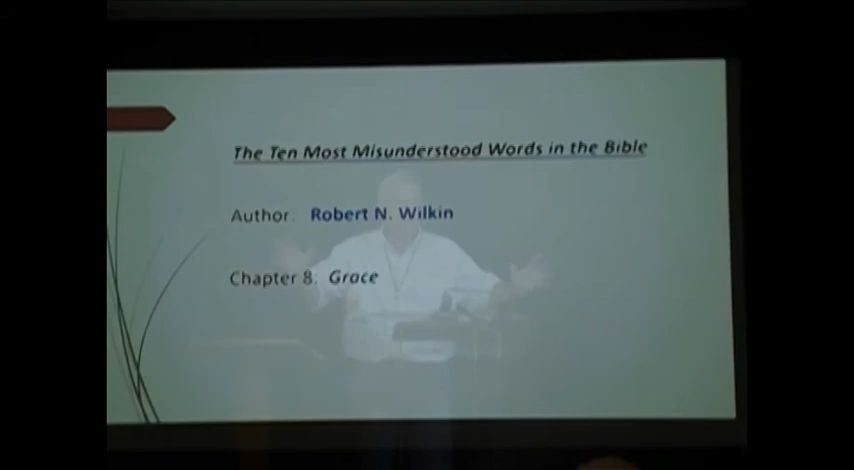 The Ten Most Misunderstood Words in the Bible
Author: Robert N. Wilkin
Chapter 8: Grace